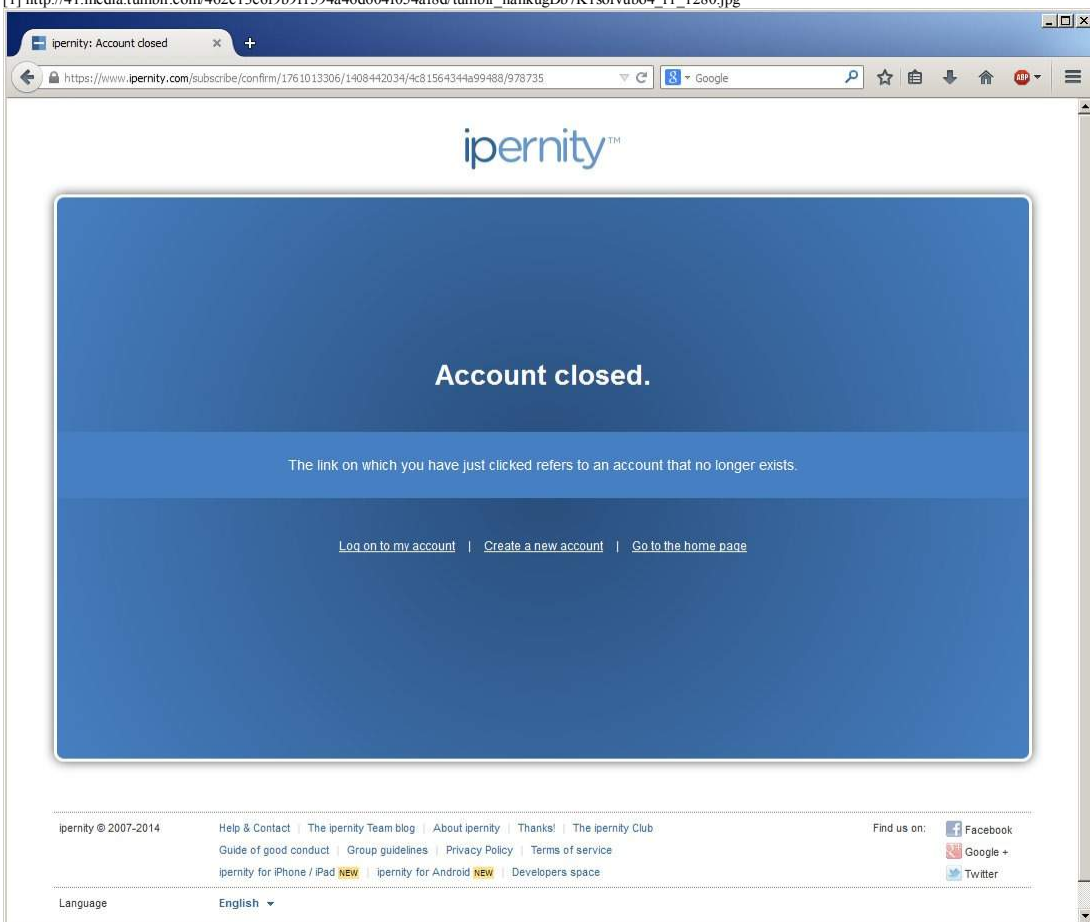 ipernity: Account closed
https://www.ipernity.com/subscribe/confirm/1761013306/1408442034/4c81564344a99488/978735
8
Google
ABP
ipernity™
Account closed.
The link on which you have just clicked refers to an account that no longer exists.
Log on to my account | Create a new account | Go to the home page
ipernity © 2007-2014
Help & Contact | The ipernity Team blog | About ipernity | Thanks! | The ipernity Club
Find us on:
Facebook
Guide of good conduct | Group guidelines | Privacy Policy | Terms of service
Google +
ipernity for iPhone / iPad NEW | ipernity for Android NEW | Developers space
Twitter
Language
English